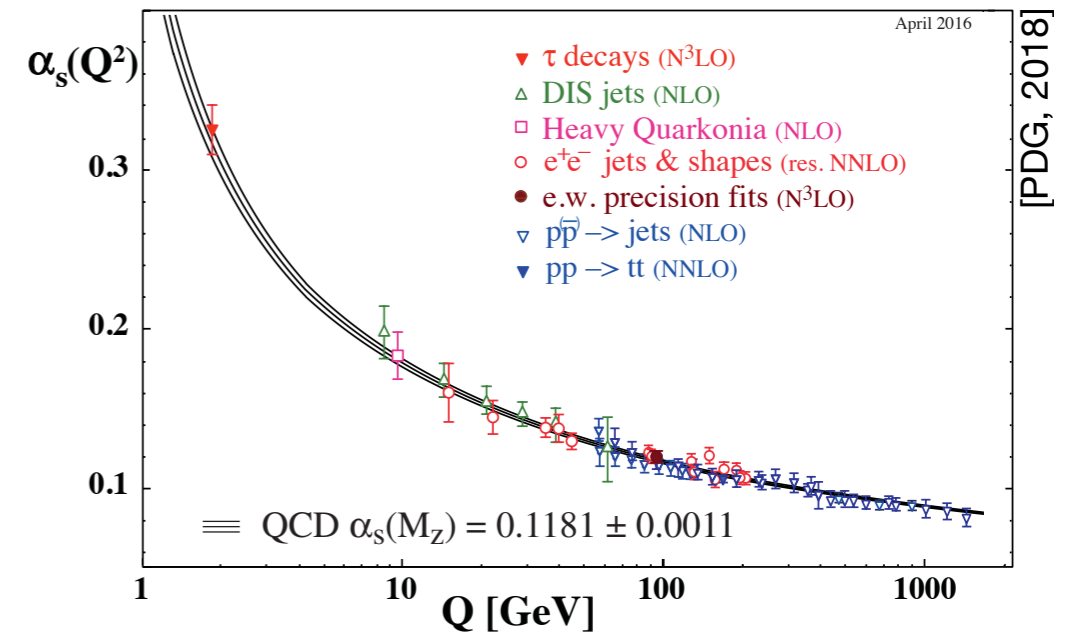 April 2016
[PDG, 2018]
αs(Q²)
τ decays (N³LO)
DIS jets (NLO)
Heavy Quarkonia (NLO)
e⁺e⁻ jets & shapes (res. NNLO)
e.w. precision fits (N³LO)
p(p̅) –> jets (NLO)
pp –> tt (NNLO)
0.3
0.2
0.1
QCD αs(Mz) = 0.1181 ± 0.0011
1 10 100 1000
Q [GeV]